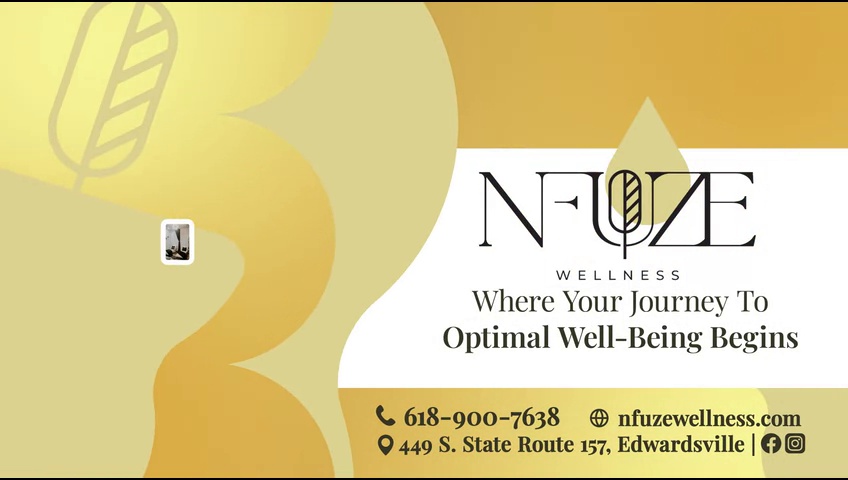 NFUZE
WELLNESS
Where Your Journey To
Optimal Well-Being Begins
618-900-7638 nfuzewellness.com
449 S. State Route 157, Edwardsville |